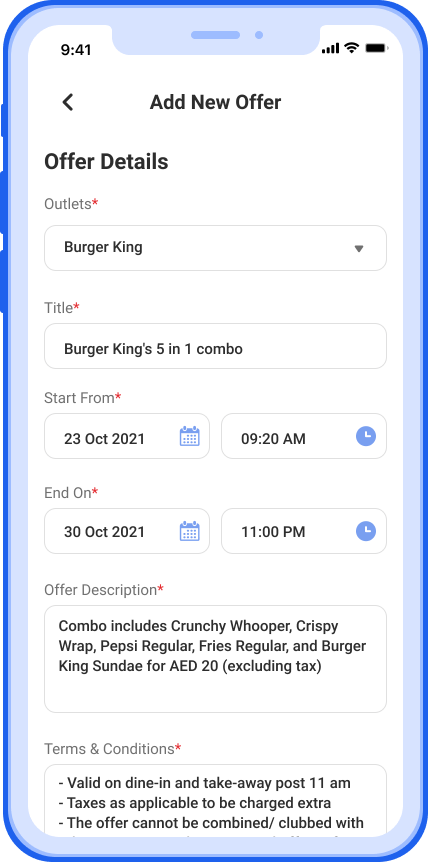 9:41
Add New Offer
Offer Details
Outlets*
Burger King
Title*
Burger King's 5 in 1 combo
Start From*
23 Oct 2021
09:20 AM
End On*
30 Oct 2021
11:00 PM
Offer Description*
Combo includes Crunchy Whooper, Crispy
Wrap, Pepsi Regular, Fries Regular, and Burger
King Sundae for AED 20 (excluding tax)
Terms & Conditions*
- Valid on dine-in and take-away post 11 am
- Taxes as applicable to be charged extra
- The offer cannot be combined/ clubbed with